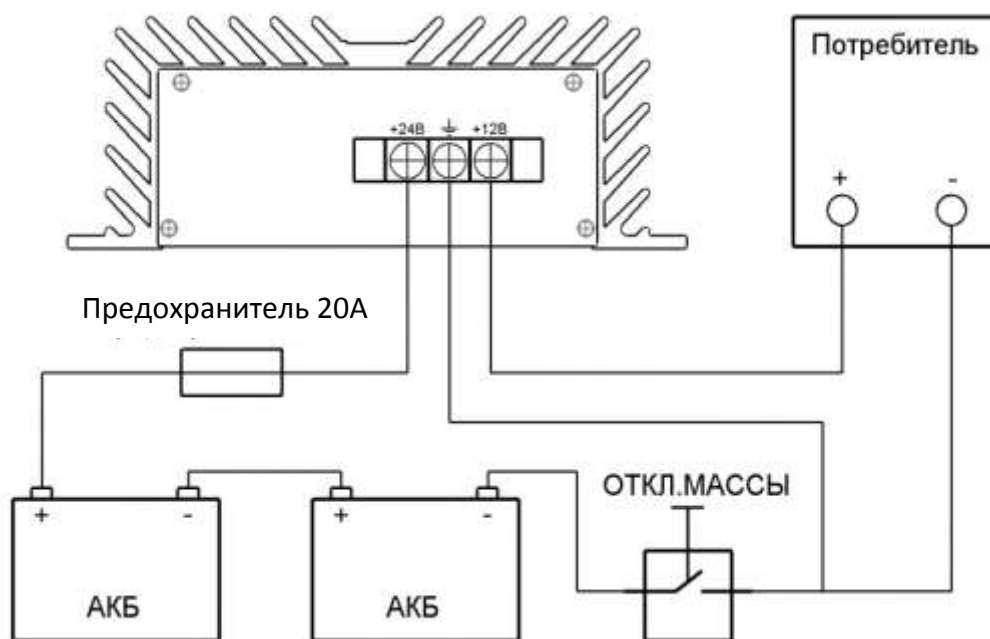 Потребитель
+24В ⏚ +12В
+ -
Предохранитель 20А
ОТКЛ.МАССЫ
+ - + -
АКБ АКБ